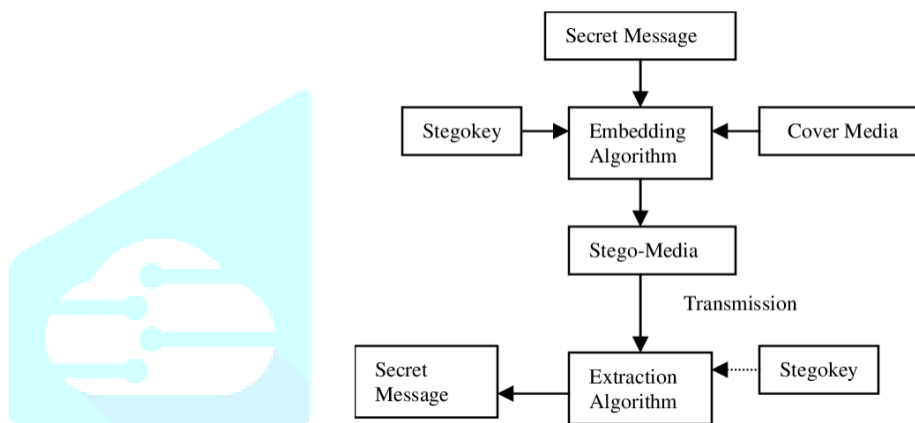 Secret Message
Stegokey
Embedding
Algorithm
Cover Media
Stego-Media
Transmission
Secret
Message
Extraction
Algorithm
Stegokey